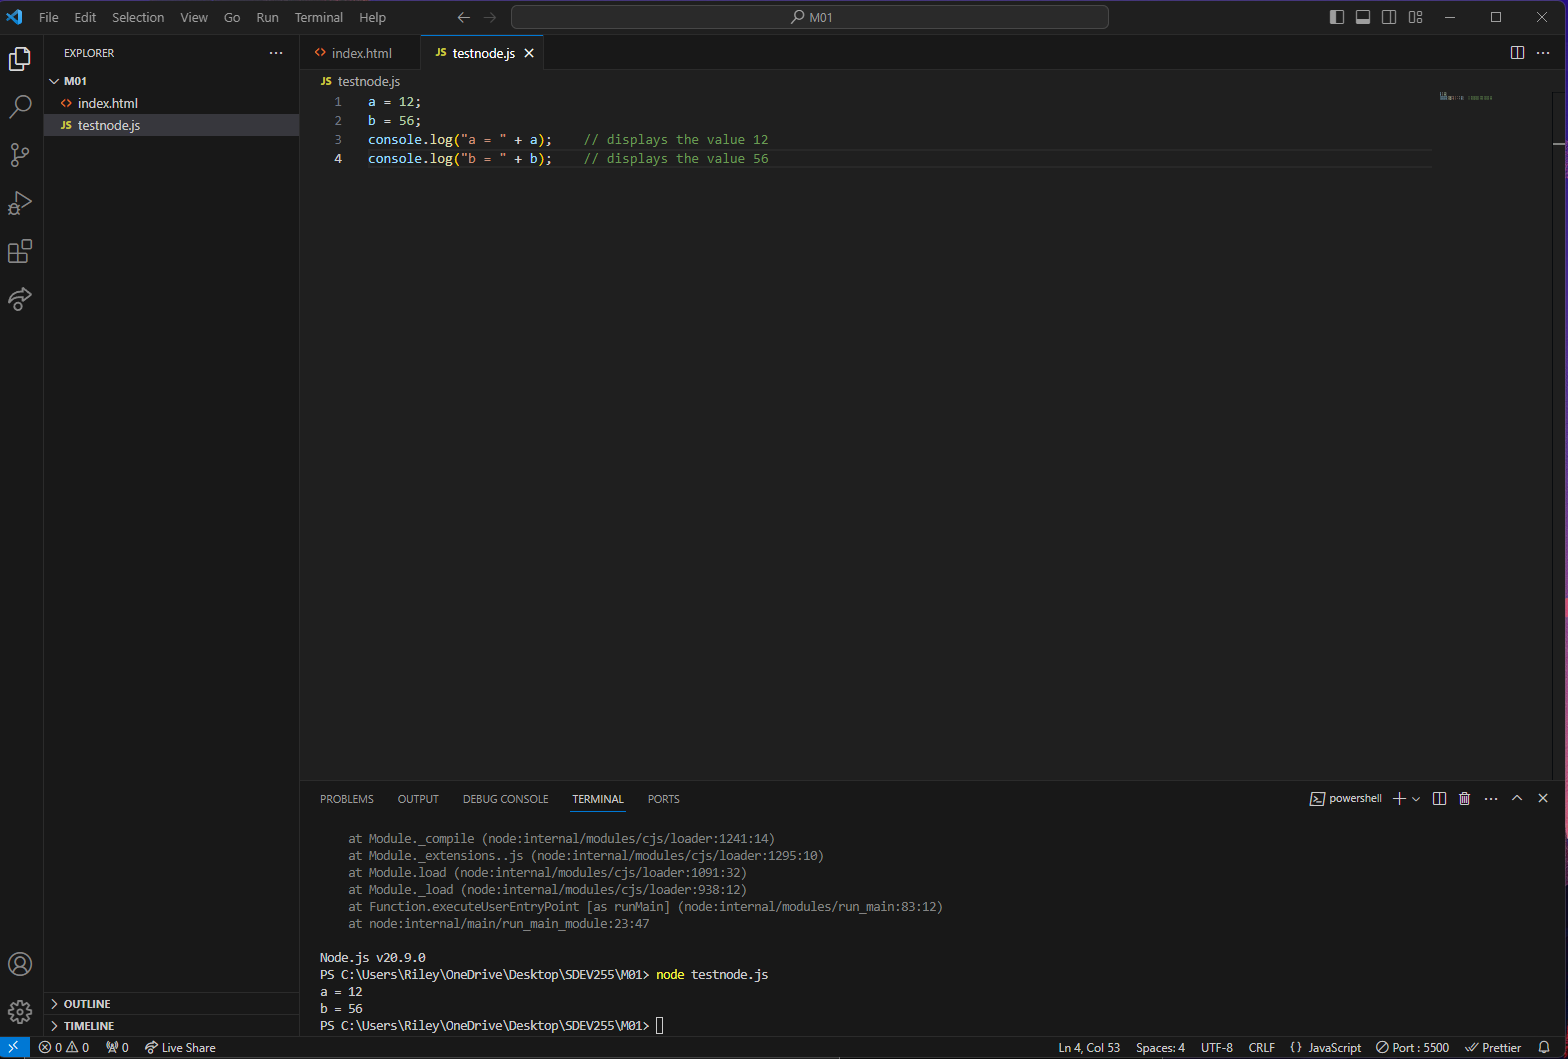 File Edit Selection View Go Run Terminal Help
M01
EXPLORER
M01
index.html
JS testnode.js
OUTLINE
TIMELINE
index.html
JS testnode.js
JS testnode.js
1 a = 12;
2 b = 56;
3 console.log("a = " + a);    // displays the value 12
4 console.log("b = " + b);    // displays the value 56
PROBLEMS OUTPUT DEBUG CONSOLE TERMINAL PORTS
powershell
at Module._compile (node:internal/modules/cjs/loader:1241:14)
at Module._extensions..js (node:internal/modules/cjs/loader:1295:10)
at Module.load (node:internal/modules/cjs/loader:1091:32)
at Module._load (node:internal/modules/cjs/loader:938:12)
at Function.executeUserEntryPoint [as runMain] (node:internal/modules/run_main:83:12)
at node:internal/main/run_main_module:23:47
Node.js v20.9.0
PS C:\Users\Riley\OneDrive\Desktop\SDEV255\M01> node testnode.js
a = 12
b = 56
PS C:\Users\Riley\OneDrive\Desktop\SDEV255\M01>
0 0 0 Live Share Ln 4, Col 53 Spaces: 4 UTF-8 CRLF {} JavaScript Port : 5500 Prettier